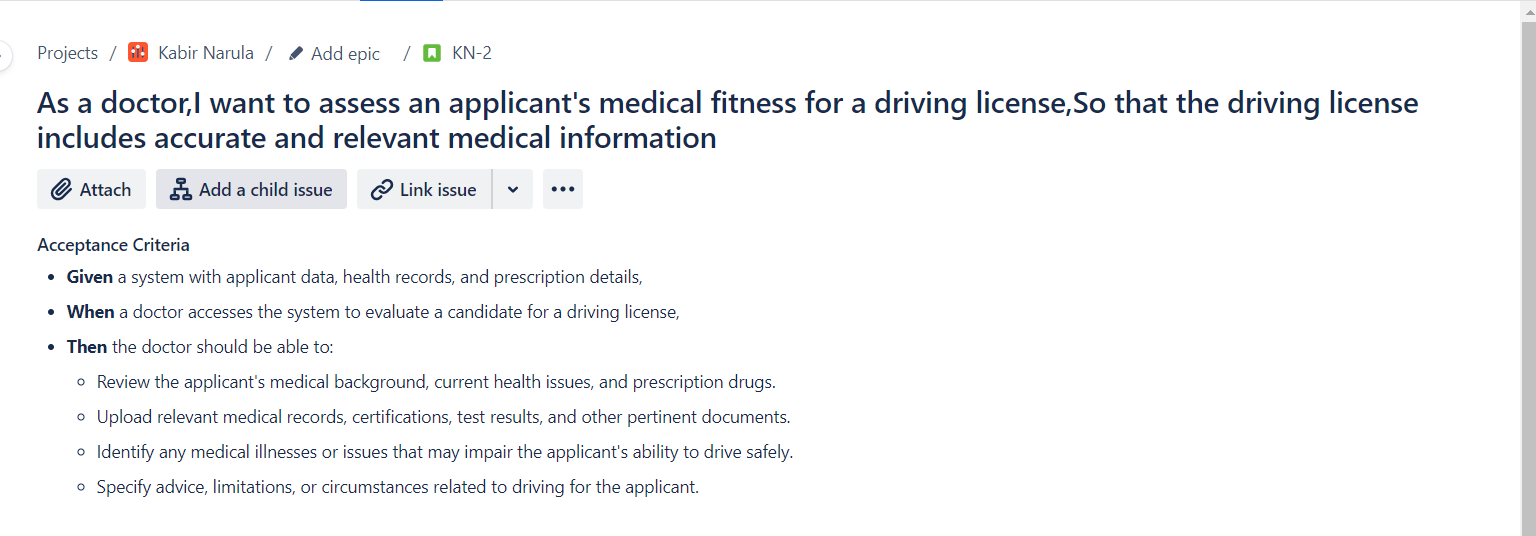 Projects / Kabir Narula / Add epic / KN-2
As a doctor,I want to assess an applicant's medical fitness for a driving license,So that the driving license
includes accurate and relevant medical information
Attach Add a child issue Link issue
Acceptance Criteria
• Given a system with applicant data, health records, and prescription details,
• When a doctor accesses the system to evaluate a candidate for a driving license,
• Then the doctor should be able to:
◦ Review the applicant's medical background, current health issues, and prescription drugs.
◦ Upload relevant medical records, certifications, test results, and other pertinent documents.
◦ Identify any medical illnesses or issues that may impair the applicant's ability to drive safely.
◦ Specify advice, limitations, or circumstances related to driving for the applicant.